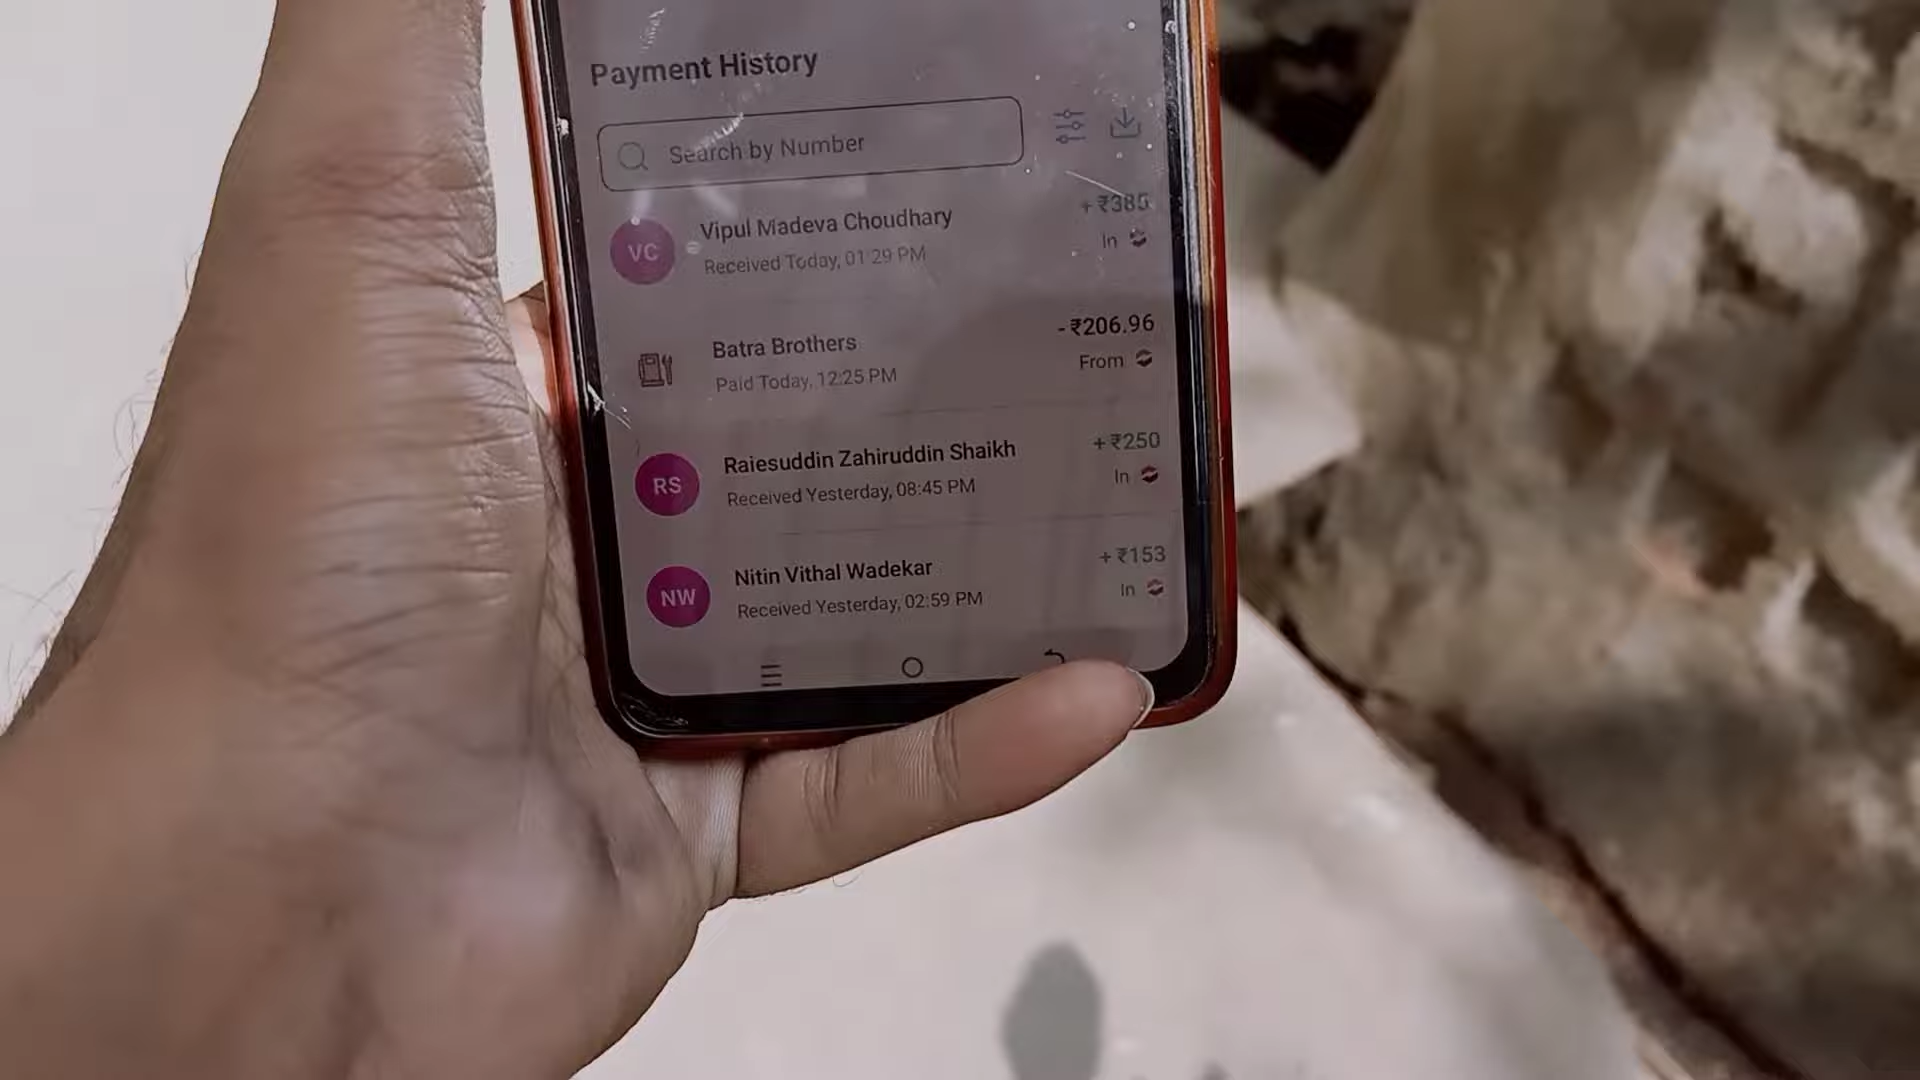 Payment History
Search by Number
VC
Vipul Madeva Choudhary
+ ₹385
Received Today, 01:29 PM
In
Batra Brothers
- ₹206.96
Paid Today, 12:25 PM
From
RS
Raiesuddin Zahiruddin Shaikh
+ ₹250
Received Yesterday, 08:45 PM
In
NW
Nitin Vithal Wadekar
+ ₹153
Received Yesterday, 02:59 PM
In